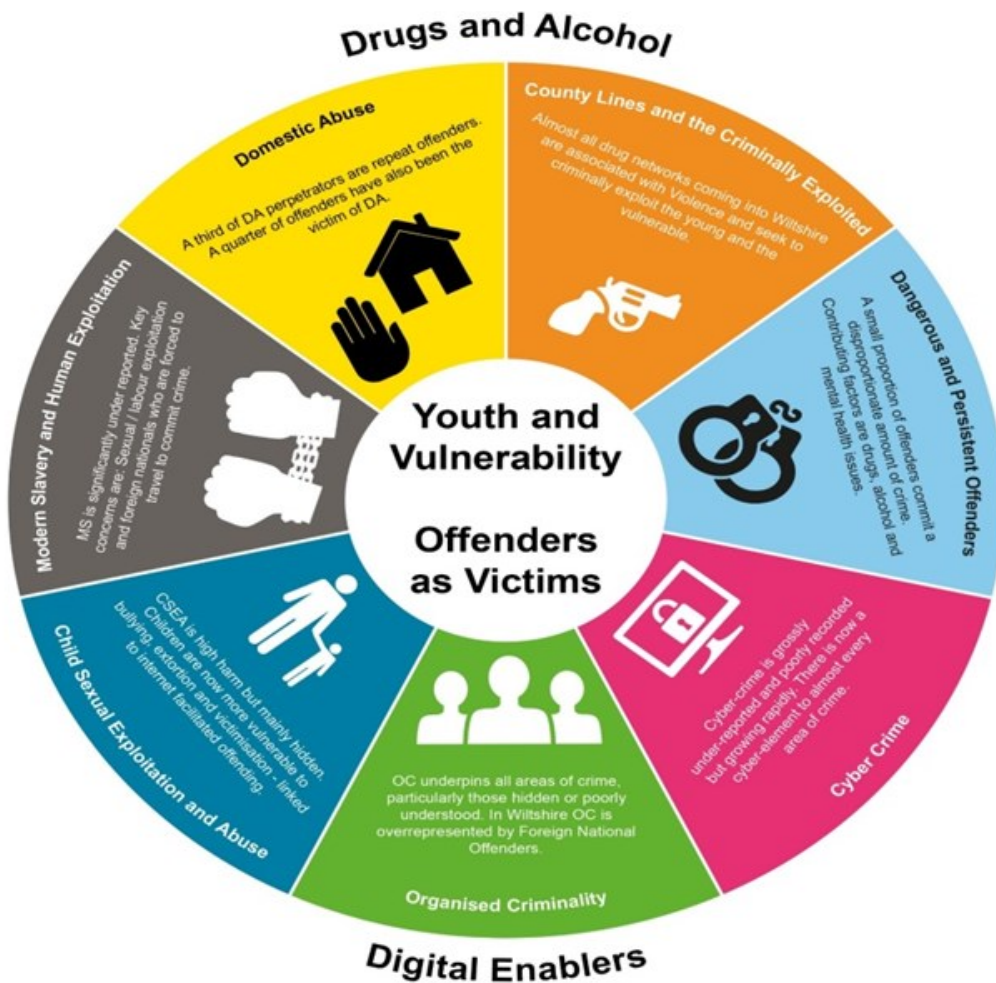 Drugs and Alcohol
Domestic Abuse
A third of DA perpetrators are repeat offenders.
A quarter of offenders have also been the
victim of DA.
County Lines and the Criminally Exploited
Almost all drug networks coming into Wiltshire
are associated with Violence and seek to
criminally exploit the young and the
vulnerable.
Dangerous and Persistent Offenders
A small proportion of offenders commit a
disproportionate amount of crime.
Contributing factors are drugs, alcohol and
mental health issues.
Cyber-crime is grossly
under-reported and poorly recorded
but growing rapidly. There is now a
cyber-element to almost every
area of crime.
Cyber Crime
OC underpins all areas of crime,
particularly those hidden or poorly
understood. In Wiltshire OC is
overrepresented by Foreign National
Offenders.
Organised Criminality
CSEA is high harm but mainly hidden.
Children are now more vulnerable to
bullying, extortion and victimisation - linked
to internet facilitated offending.
Child Sexual Exploitation and Abuse
Modern Slavery and Human Exploitation
MS is significantly under reported. Key
concerns are: Sexual / labour exploitation
and foreign nationals who are forced to
travel to commit crime.
Youth and
Vulnerability
Offenders
as Victims
Digital Enablers